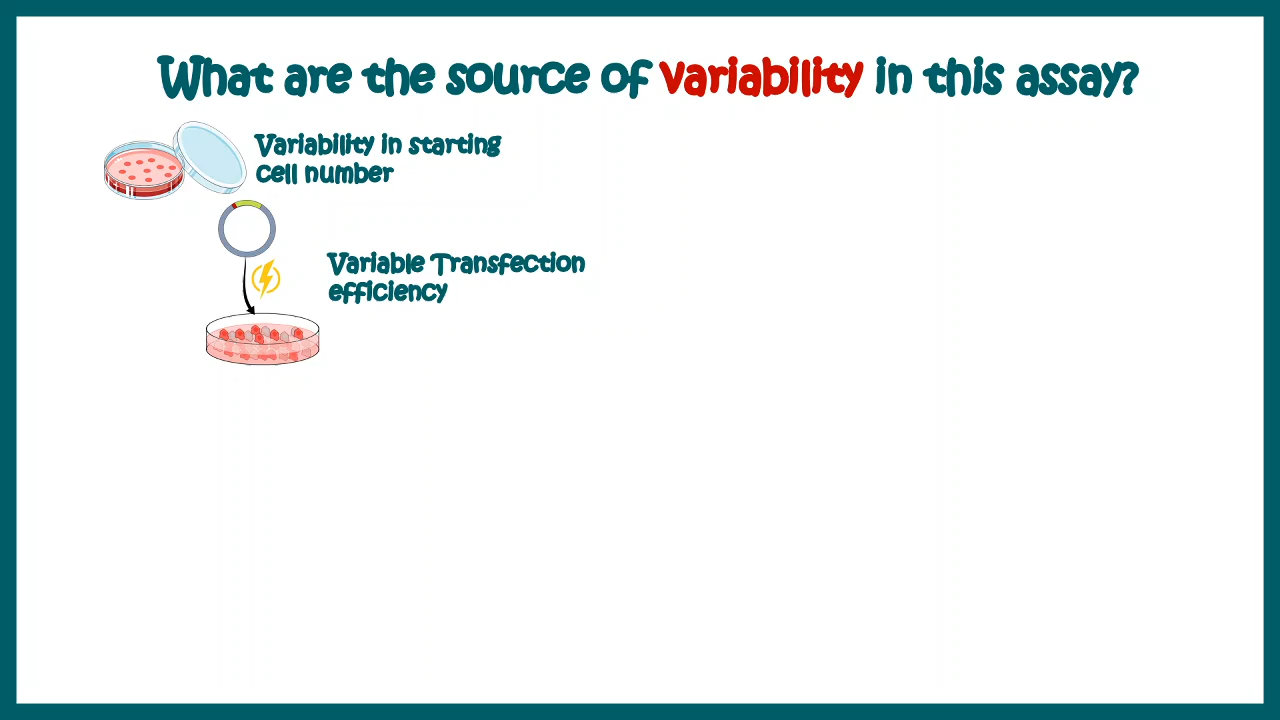 What are the source of variability in this assay?
Variability in starting
cell number
Variable Transfection
efficiency